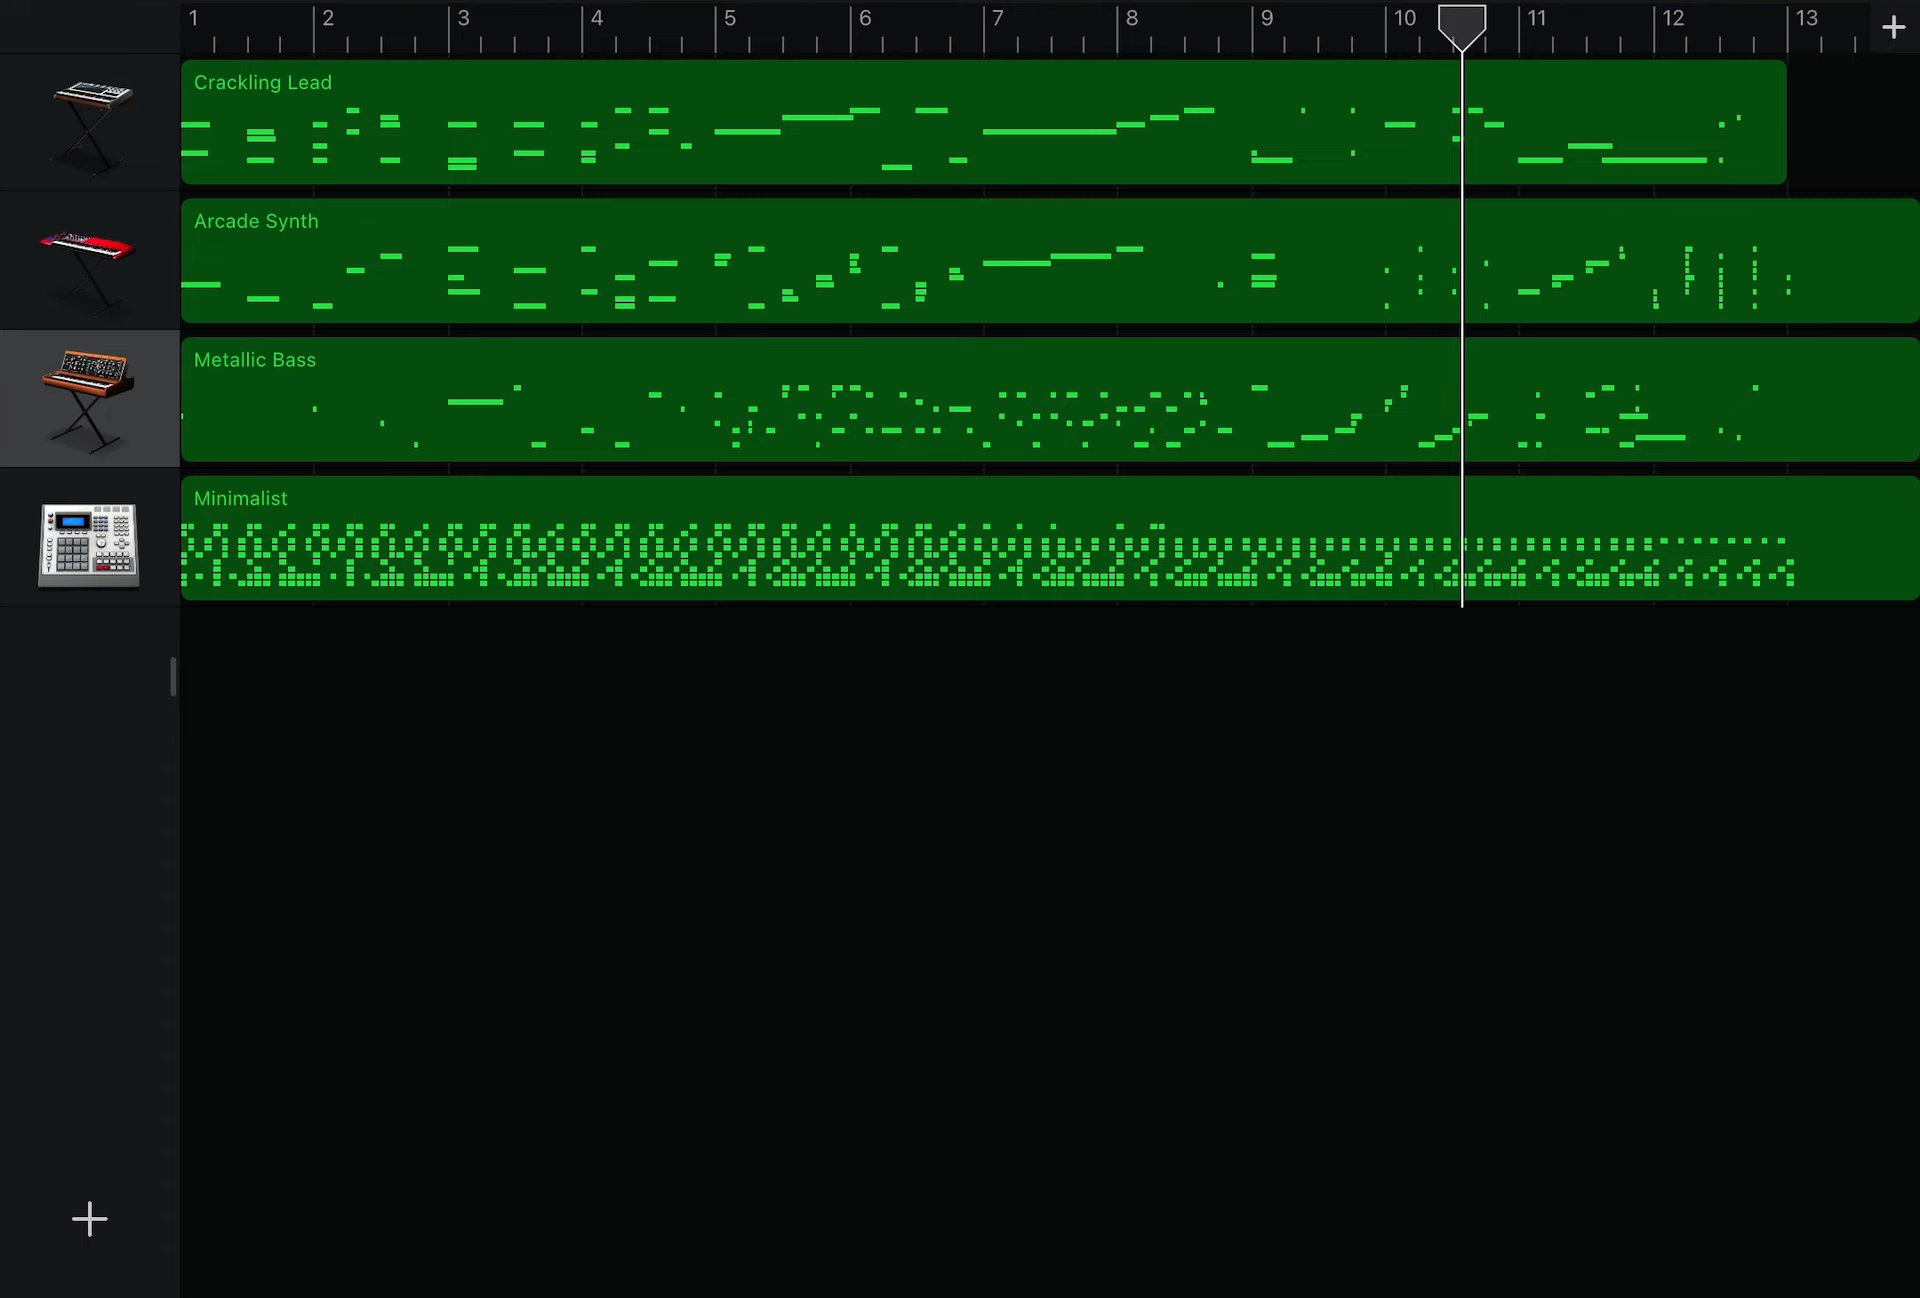 1 2 3 4 5 6 7 8 9 10 11 12 13
Crackling Lead
Arcade Synth
Metallic Bass
Minimalist